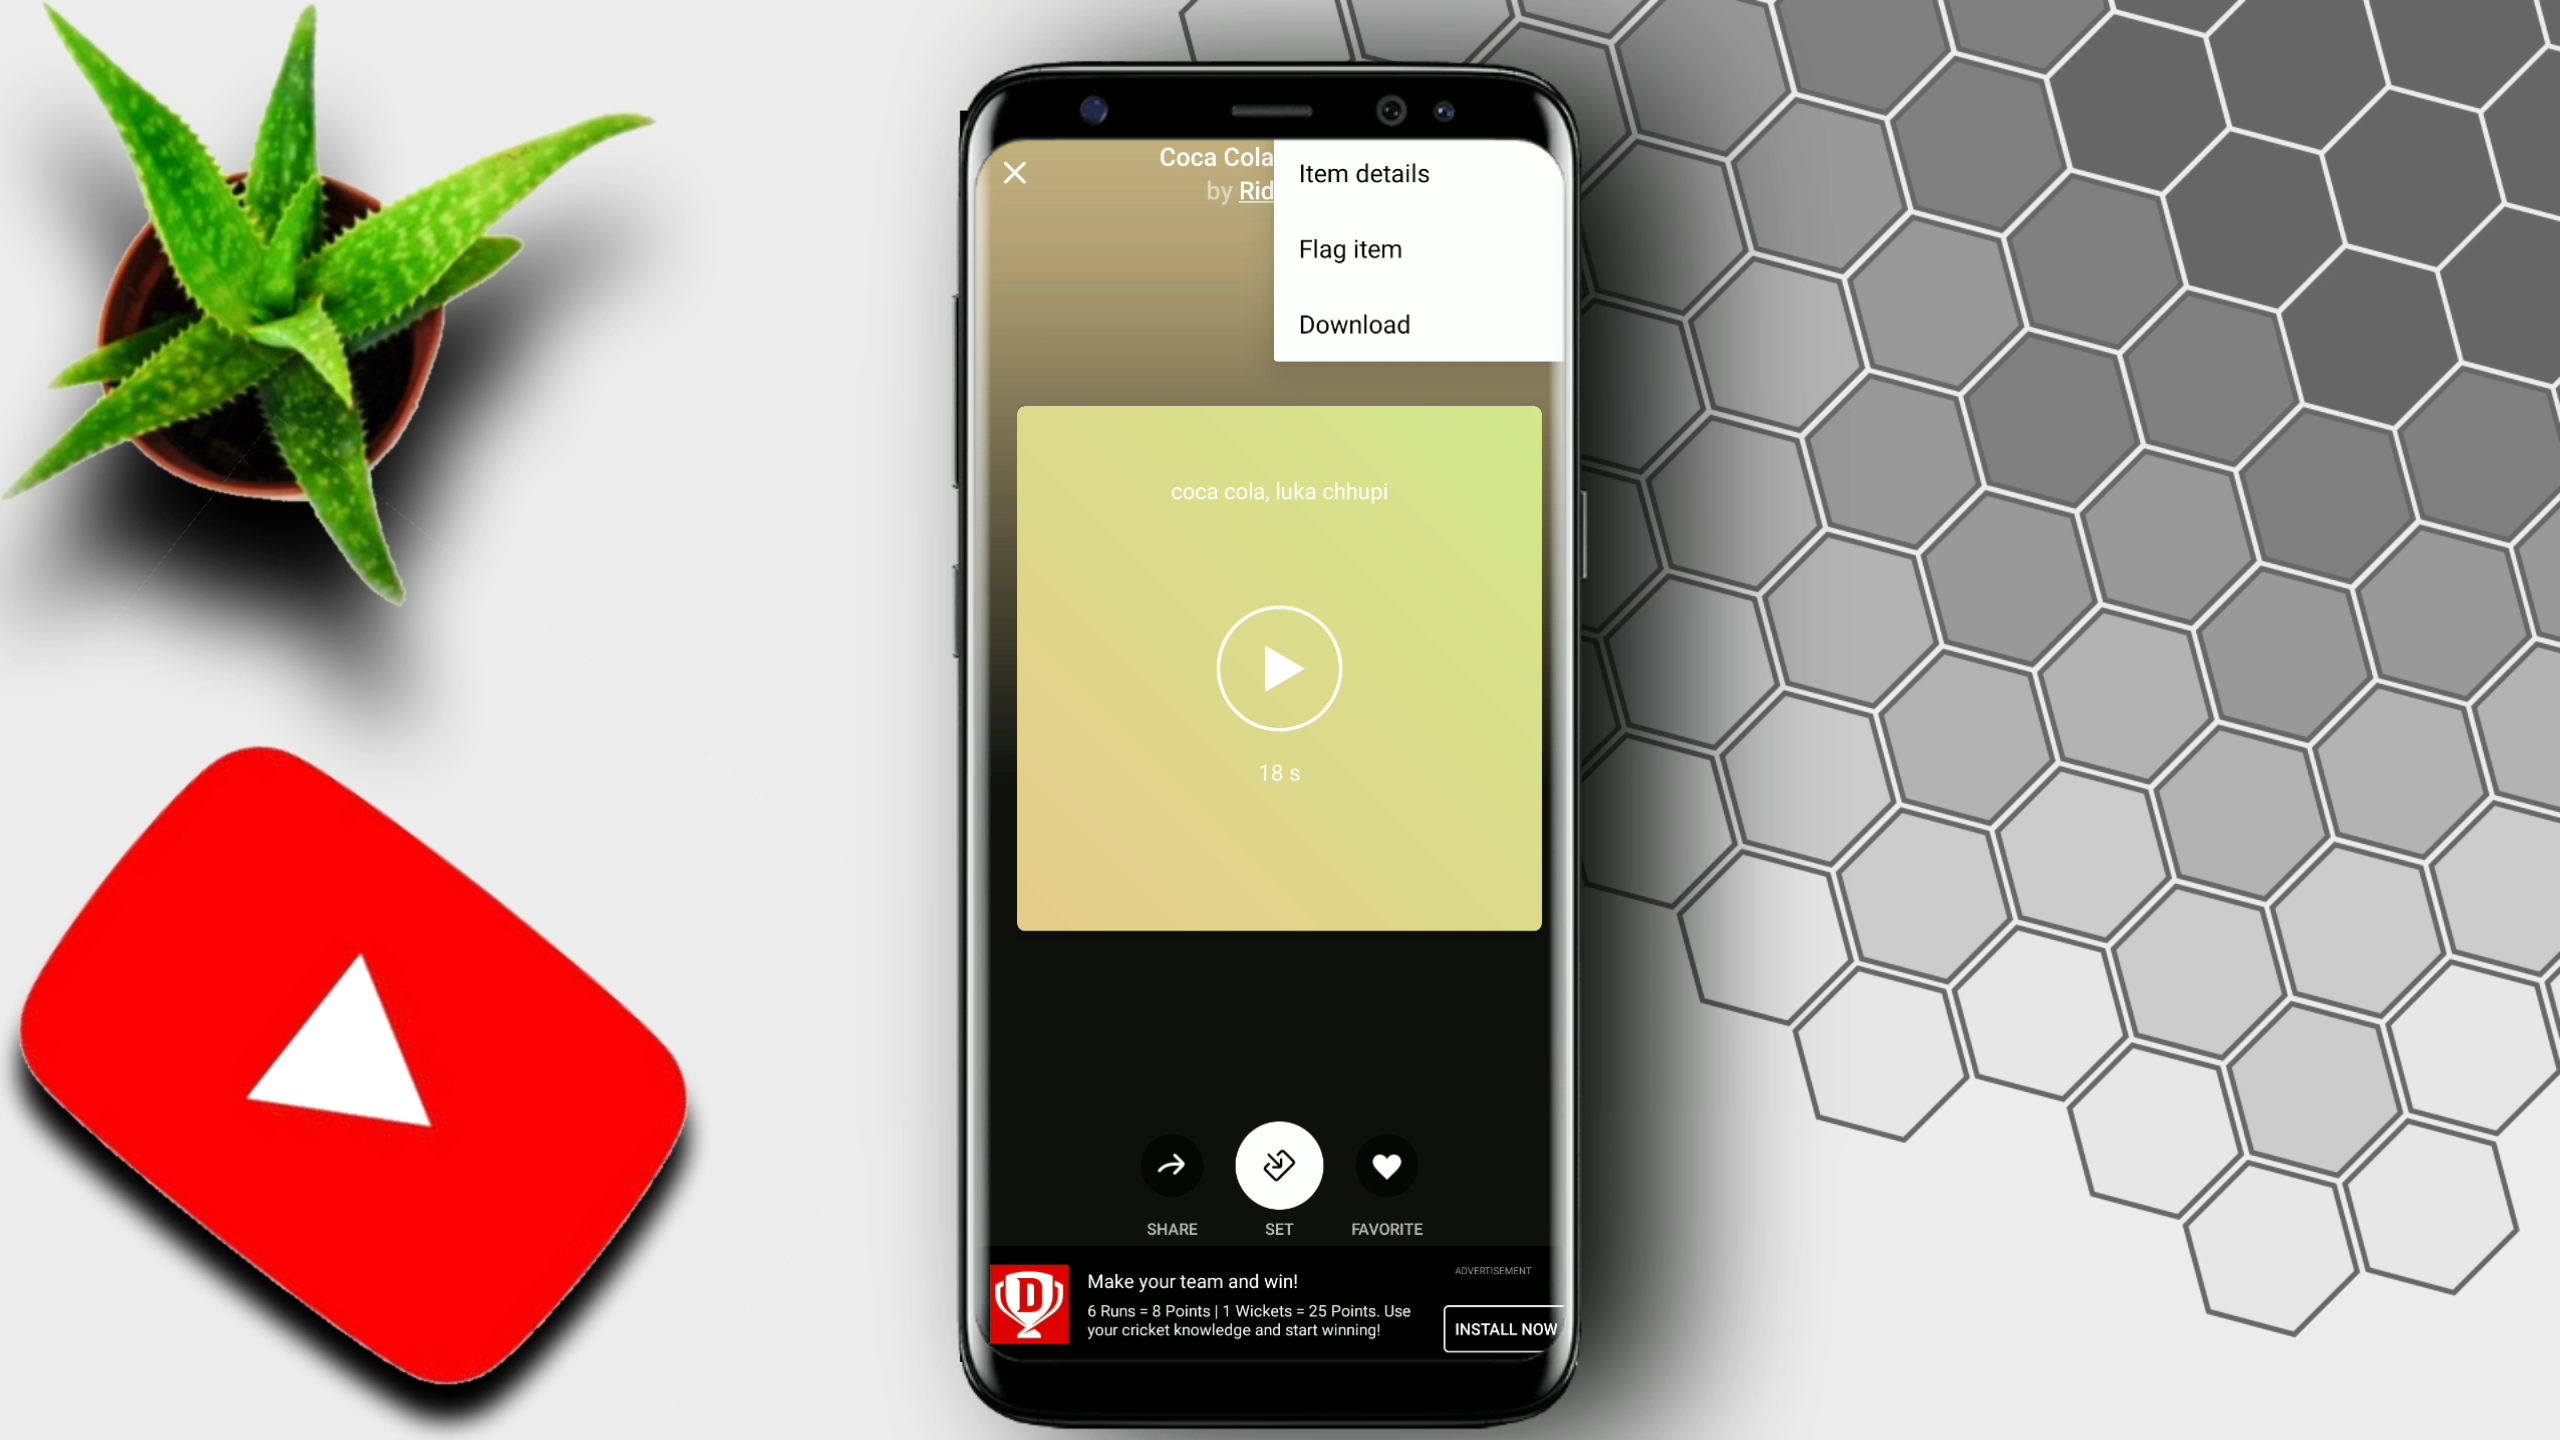 Coca Cola
by Rid
Item details
Flag item
Download
coca cola, luka chhupi
18 s
SHARE
SET
FAVORITE
D
Make your team and win!
ADVERTISEMENT
6 Runs = 8 Points | 1 Wickets = 25 Points. Use
your cricket knowledge and start winning!
INSTALL NOW